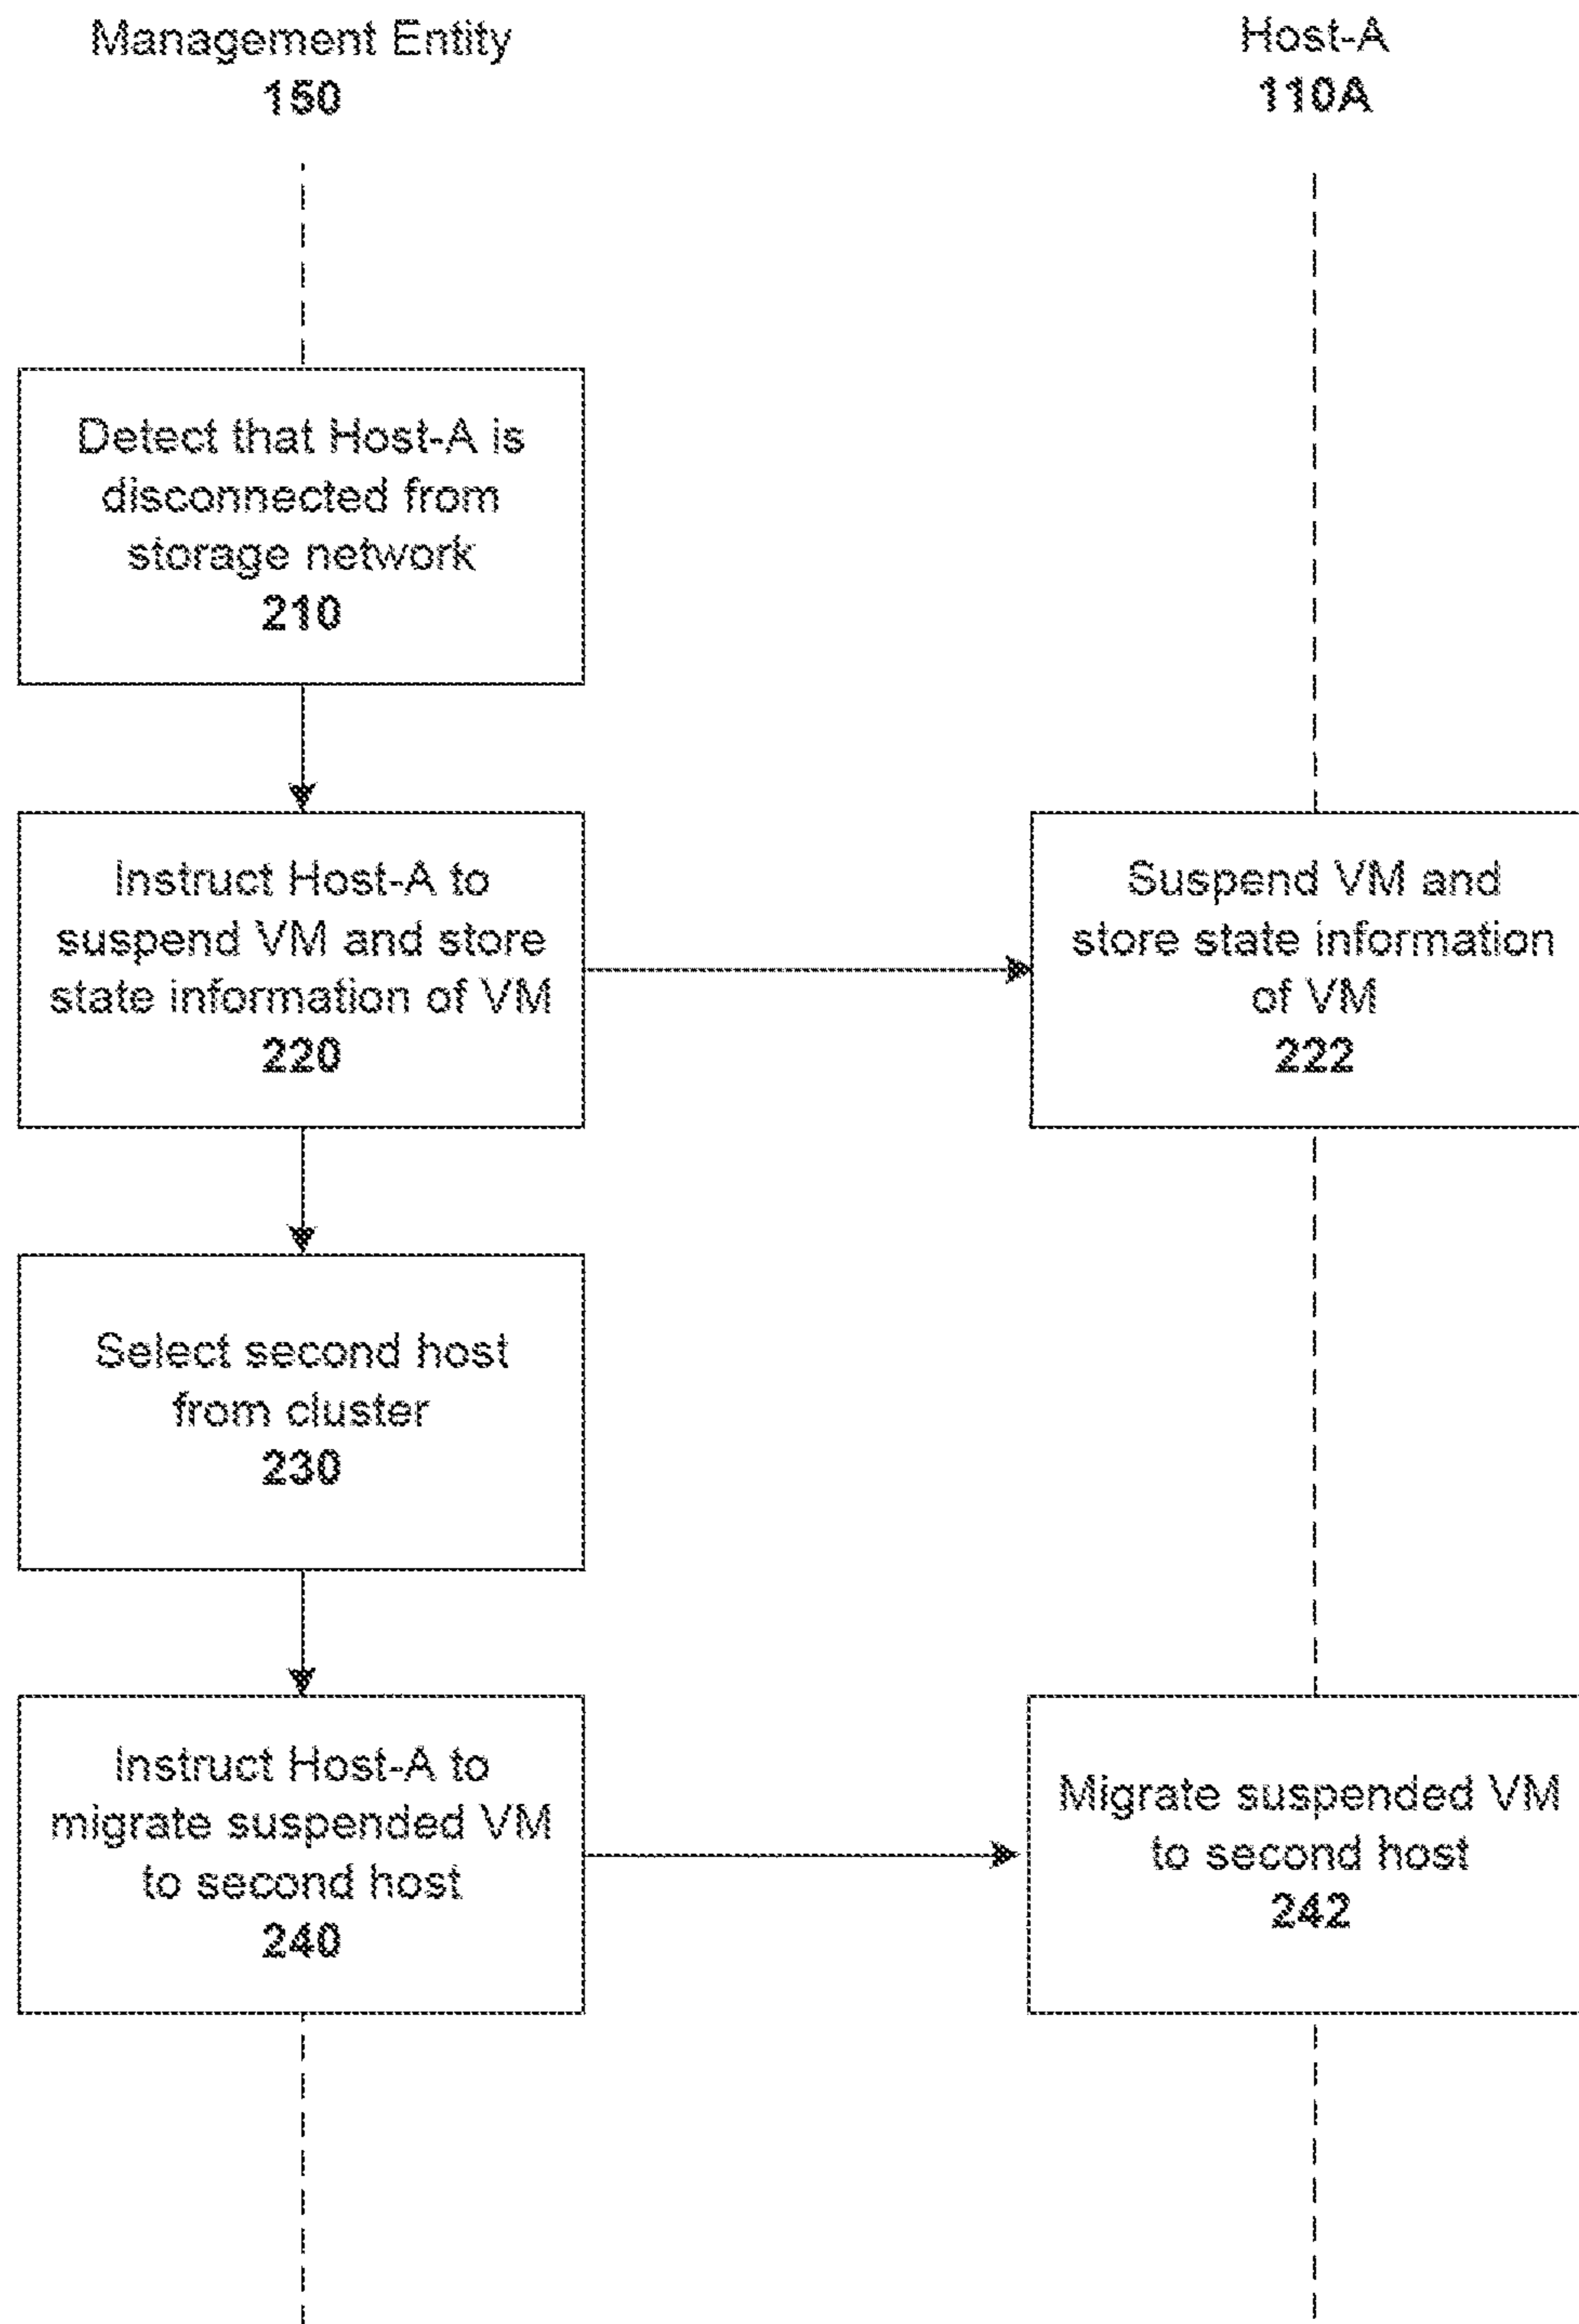 Management Entity
150
Host-A
110A
Detect that Host-A is
disconnected from
storage network
210
Instruct Host-A to
suspend VM and store
state information of VM
220
Suspend VM and
store state information
of VM
222
Select second host
from cluster
230
Instruct Host-A to
migrate suspended VM
to second host
240
Migrate suspended VM
to second host
242